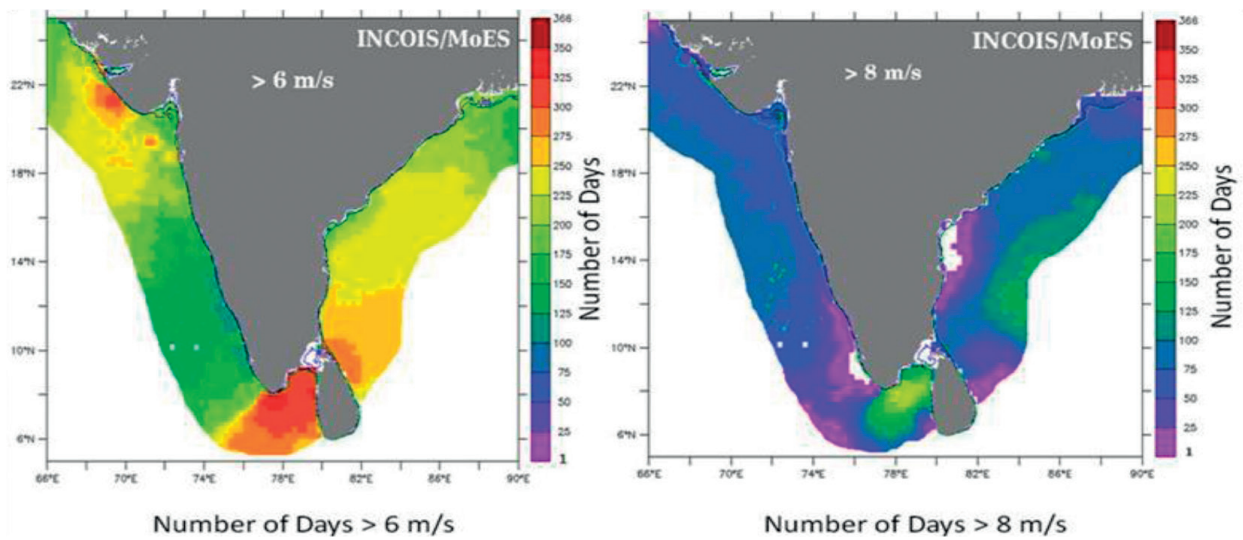 INCOIS/MoES
> 6 m/s
22°N
18°N
14°N
10°N
6°N
66°E
70°E
74°E
78°E
82°E
86°E
90°E
366
350
325
300
275
250
225
200
175
150
125
100
75
50
25
1
Number of Days
Number of Days > 6 m/s
INCOIS/MoES
> 8 m/s
22°N
18°N
14°N
10°N
6°N
66°E
70°E
74°E
78°E
82°E
86°E
90°E
366
350
325
300
275
250
225
200
175
150
125
100
75
50
25
1
Number of Days
Number of Days > 8 m/s